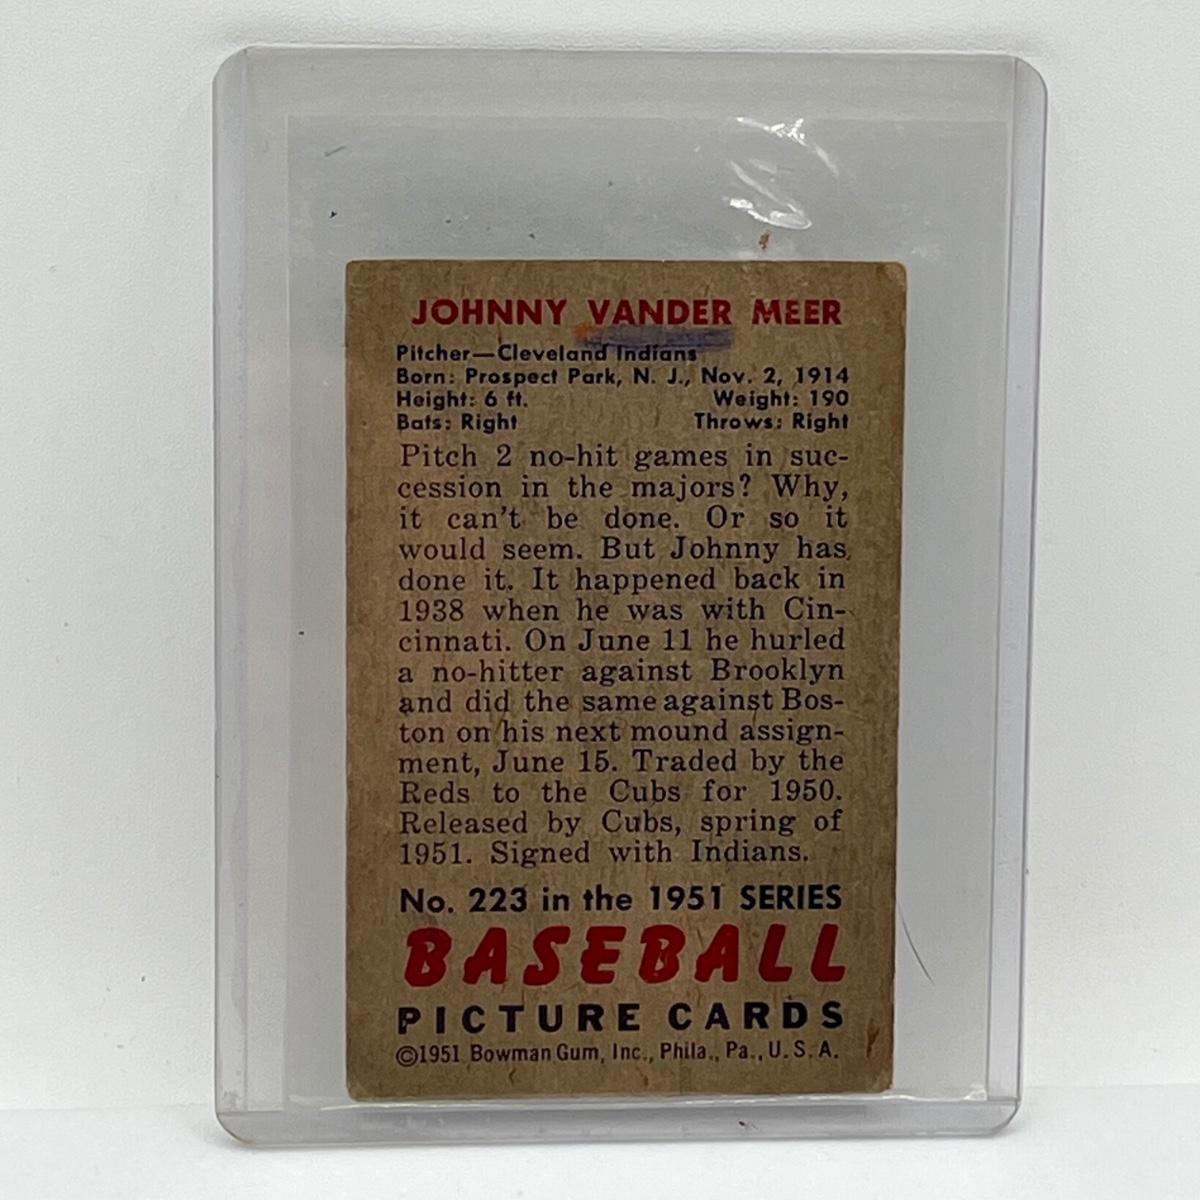 JOHNNY VANDER MEER
Pitcher—Cleveland Indians
Born: Prospect Park, N. J., Nov. 2, 1914
Height: 6 ft. Weight: 190
Bats: Right Throws: Right
Pitch 2 no-hit games in suc-
cession in the majors? Why,
it can't be done. Or so it
would seem. But Johnny has
done it. It happened back in
1938 when he was with Cin-
cinnati. On June 11 he hurled
a no-hitter against Brooklyn
and did the same against Bos-
ton on his next mound assign-
ment, June 15. Traded by the
Reds to the Cubs for 1950.
Released by Cubs, spring of
1951. Signed with Indians.
No. 223 in the 1951 SERIES
BASEBALL
PICTURE CARDS
©1951 Bowman Gum, Inc., Phila., Pa., U. S. A.